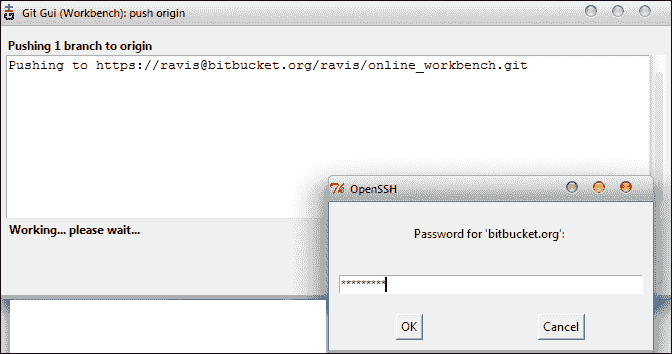 Git Gui (Workbench): push origin
Pushing 1 branch to origin
Pushing to https://ravis@bitbucket.org/ravis/online_workbench.git
Working... please wait...
OpenSSH
Password for 'bitbucket.org':
*********
OK
Cancel